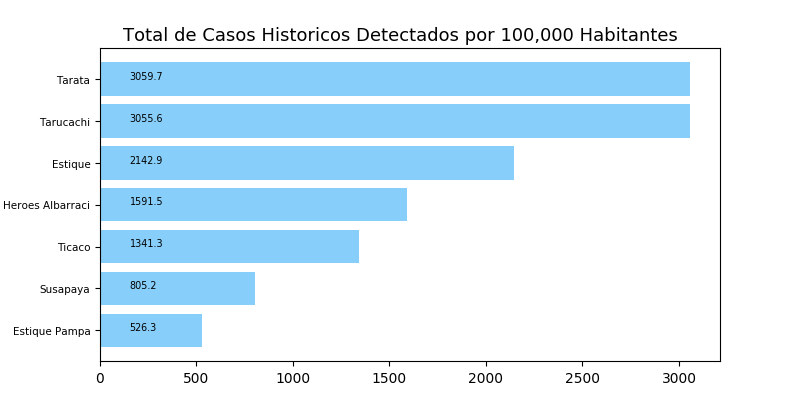 Total de Casos Historicos Detectados por 100,000 Habitantes
Tarata 3059.7
Tarucachi 3055.6
Estique 2142.9
Heroes Albarraci 1591.5
Ticaco 1341.3
Susapaya 805.2
Estique Pampa 526.3
0 500 1000 1500 2000 2500 3000